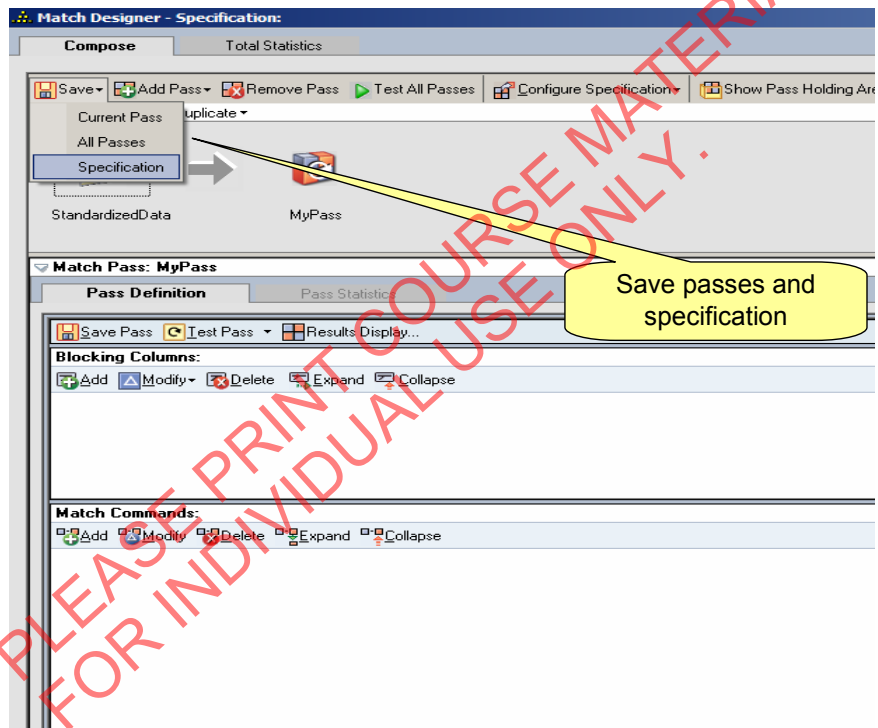 Match Designer - Specification:
Compose
Total Statistics
Save
Add Pass
Remove Pass
Test All Passes
Configure Specification
Show Pass Holding Are
Current Pass
uplicate
All Passes
Specification
StandardizedData
MyPass
Match Pass: MyPass
Save passes and
specification
Pass Definition
Pass Statistics
Save Pass
Test Pass
Results Display...
Blocking Columns:
Add
Modify
Delete
Expand
Collapse
Match Commands:
Add
Modify
Delete
Expand
Collapse
PLEASE PRINT COURSE MATERIA
FOR INDIVIDUAL USE ONLY.